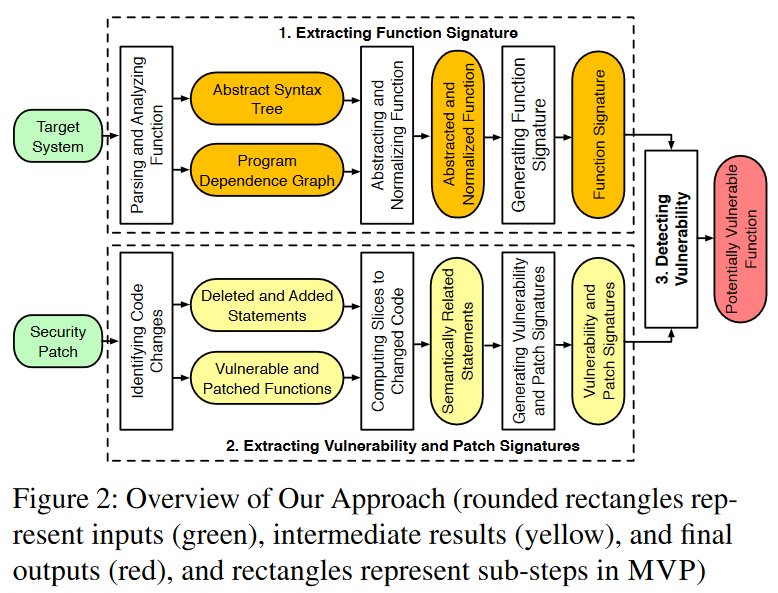 1. Extracting Function Signature
Target
System
Parsing and Analyzing
Function
Abstract Syntax
Tree
Program
Dependence Graph
Abstracting and
Normalizing Function
Abstracted and
Normalized Function
Generating Function
Signature
Function Signature
3. Detecting
Vulnerability
Potentially Vulnerable
Function
Security
Patch
Identifying Code
Changes
Deleted and Added
Statements
Vulnerable and
Patched Functions
Computing Slices to
Changed Code
Semantically Related
Statements
Generating Vulnerability
and Patch Signatures
Vulnerability and
Patch Signatures
2. Extracting Vulnerability and Patch Signatures
Figure 2: Overview of Our Approach (rounded rectangles rep-
resent inputs (green), intermediate results (yellow), and final
outputs (red), and rectangles represent sub-steps in MVP)